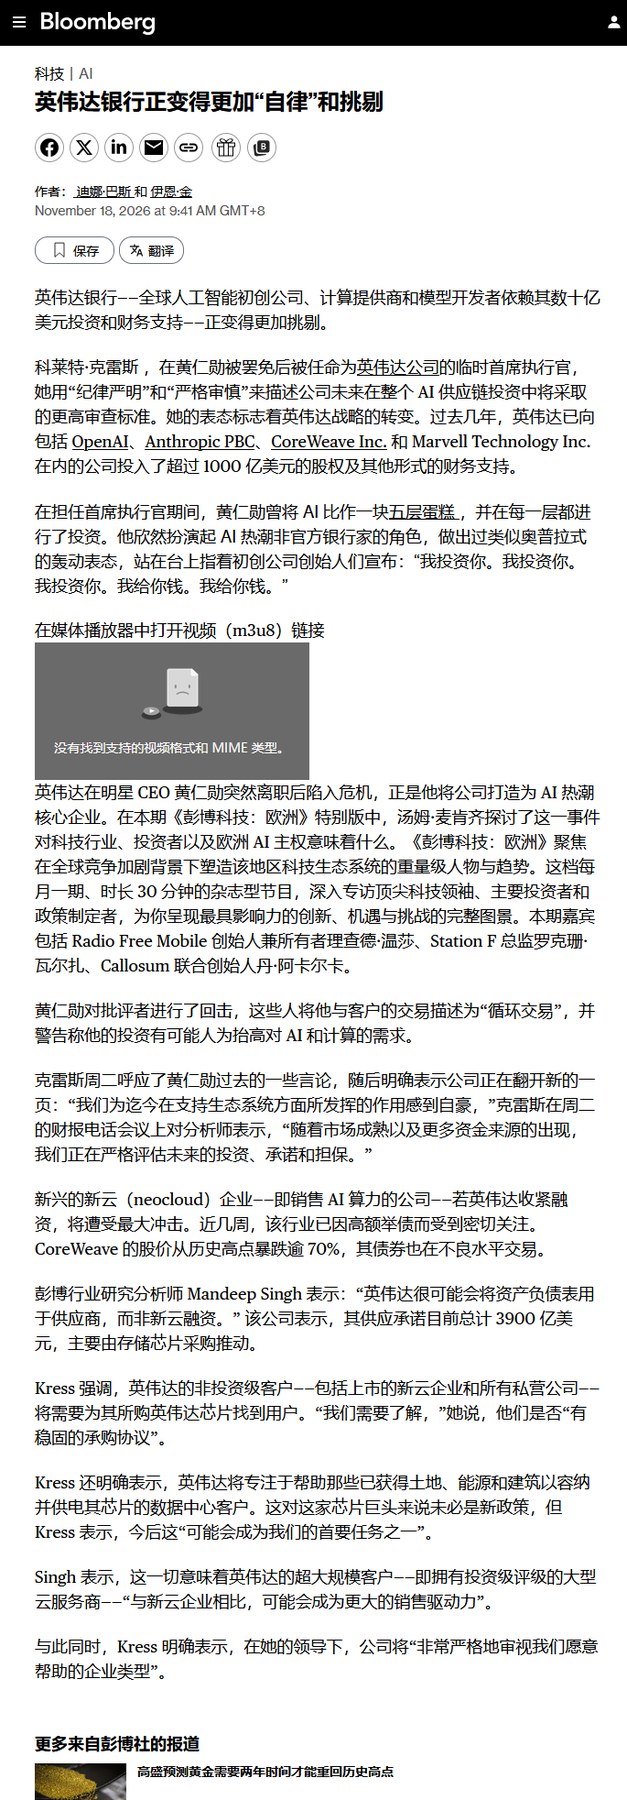 Bloomberg
科技 | AI
英伟达银行正变得更加“自律”和挑剔
作者： 迪娜·巴斯 和 伊恩·金
November 18, 2026 at 9:41 AM GMT+8
保存 翻译
英伟达银行——全球人工智能初创公司、计算提供商和模型开发者依赖其数十亿
美元投资和财务支持——正变得更加挑剔。
科莱特·克雷斯 ，在黄仁勋被罢免后被任命为英伟达公司的临时首席执行官，
她用“纪律严明”和“严格审慎”来描述公司未来在整个 AI 供应链投资中将采取
的更高审查标准。她的表态标志着英伟达战略的转变。过去几年，英伟达已向
包括 OpenAI、Anthropic PBC、CoreWeave Inc. 和 Marvell Technology Inc.
在内的公司投入了超过 1000 亿美元的股权及其他形式的财务支持。
在担任首席执行官期间，黄仁勋曾将 AI 比作一块五层蛋糕 ，并在每一层都进
行了投资。他欣然扮演起 AI 热潮非官方银行家的角色，做出过类似奥普拉式
的轰动表态，站在台上指着初创公司创始人们宣布：“我投资你。我投资你。
我投资你。我给你钱。我给你钱。”
在媒体播放器中打开视频（m3u8）链接
没有找到支持的视频格式和 MIME 类型。
英伟达在明星 CEO 黄仁勋突然离职后陷入危机，正是他将公司打造为 AI 热潮
核心企业。在本期《彭博科技：欧洲》特别版中，汤姆·麦肯齐探讨了这一事件
对科技行业、投资者以及欧洲 AI 主权意味着什么。《彭博科技：欧洲》聚焦
在全球竞争加剧背景下塑造该地区科技生态系统的重量级人物与趋势。这档每
月一期、时长 30 分钟的杂志型节目，深入专访顶尖科技领袖、主要投资者和
政策制定者，为你呈现最具影响力的创新、机遇与挑战的完整图景。本期嘉宾
包括 Radio Free Mobile 创始人兼所有者理查德·温莎、Station F 总监罗克珊·
瓦尔扎、Callosum 联合创始人丹·阿卡尔卡。
黄仁勋对批评者进行了回击，这些人将他与客户的交易描述为“循环交易”，并
警告称他的投资有可能人为抬高对 AI 和计算的需求。
克雷斯周二呼应了黄仁勋过去的一些言论，随后明确表示公司正在翻开新的一
页：“我们为迄今在支持生态系统方面所发挥的作用感到自豪，”克雷斯在周二
的财报电话会议上对分析师表示，“随着市场成熟以及更多资金来源的出现，
我们正在严格评估未来的投资、承诺和担保。”
新兴的新云（neocloud）企业——即销售 AI 算力的公司——若英伟达收紧融
资，将遭受最大冲击。近几周，该行业已因高额举债而受到密切关注。
CoreWeave 的股价从历史高点暴跌逾 70%，其债券也在不良水平交易。
彭博行业研究分析师 Mandeep Singh 表示：“英伟达很可能会将资产负债表用
于供应商，而非新云融资。” 该公司表示，其供应承诺目前总计 3900 亿美
元，主要由存储芯片采购推动。
Kress 强调，英伟达的非投资级客户——包括上市的新云企业和所有私营公司——
将需要为其所购英伟达芯片找到用户。“我们需要了解，”她说，他们是否“有
稳固的承购协议”。
Kress 还明确表示，英伟达将专注于帮助那些已获得土地、能源和建筑以容纳
并供电其芯片的数据中心客户。这对这家芯片巨头来说未必是新政策，但
Kress 表示，今后这“可能会成为我们的首要任务之一”。
Singh 表示，这一切意味着英伟达的超大规模客户——即拥有投资级评级的大型
云服务商——“与新云企业相比，可能会成为更大的销售驱动力”。
与此同时，Kress 明确表示，在她的领导下，公司将“非常严格地审视我们愿意
帮助的企业类型”。
更多来自彭博社的报道
高盛预测黄金需要两年时间才能重回历史高点